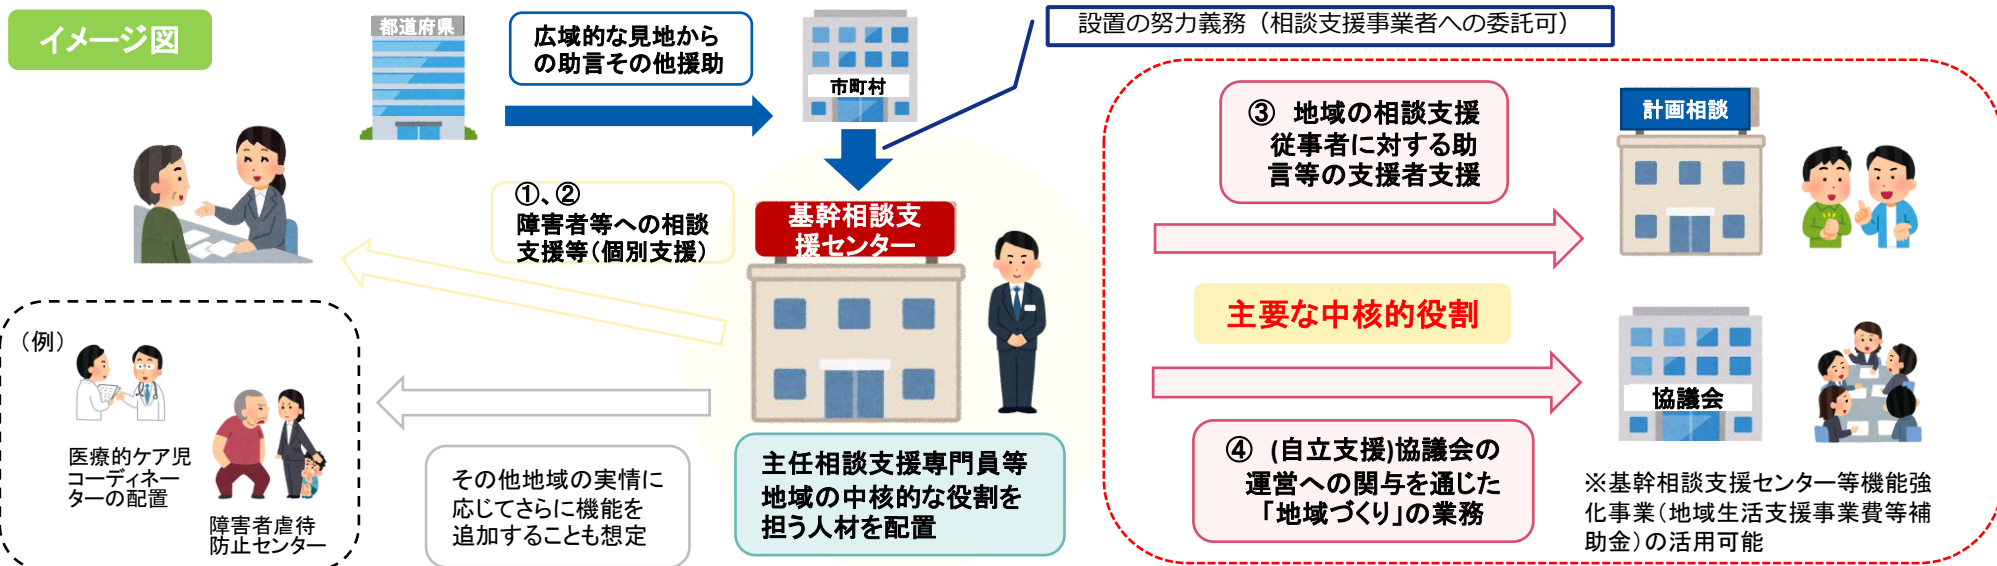 イメージ図
都道府県
広域的な見地から
の助言その他援助
市町村
設置の努力義務（相談支援事業者への委託可）
①、②
障害者等への相談
支援等（個別支援）
基幹相談支
援センター
③ 地域の相談支援
従事者に対する助
言等の支援者支援
計画相談
主要な中核的役割
協議会
④ (自立支援)協議会の
運営への関与を通じた
「地域づくり」の業務
※基幹相談支援センター等機能強
化事業（地域生活支援事業費等補
助金）の活用可能
主任相談支援専門員等
地域の中核的な役割を
担う人材を配置
その他地域の実情に
応じてさらに機能を
追加することも想定
（例）
医療的ケア児
コーディネー
ターの配置
障害者虐待
防止センター